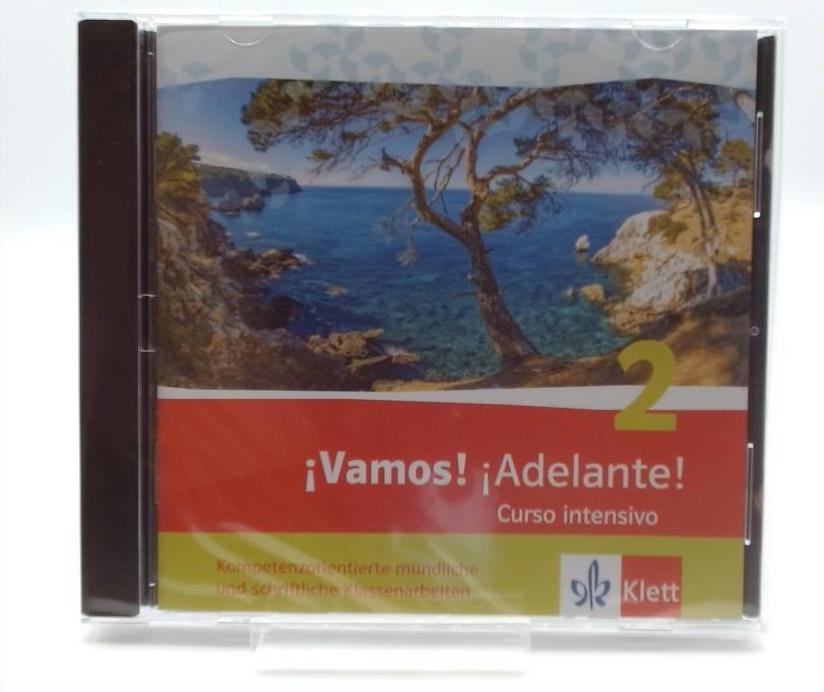 2
¡Vamos! ¡Adelante!
Curso intensivo
Kompetenzorientierte mündliche
und schriftliche Klassenarbeiten
Klett